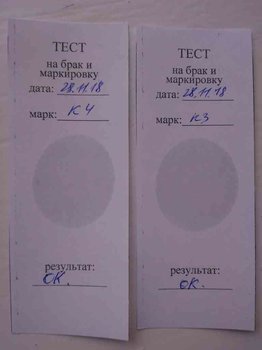 ТЕСТ
на брак и
маркировку
дата: 28.11.18
марк: К4
результат:
ОК.
ТЕСТ
на брак и
маркировку
дата: 28.11.18
марк: К3
результат:
ОК.